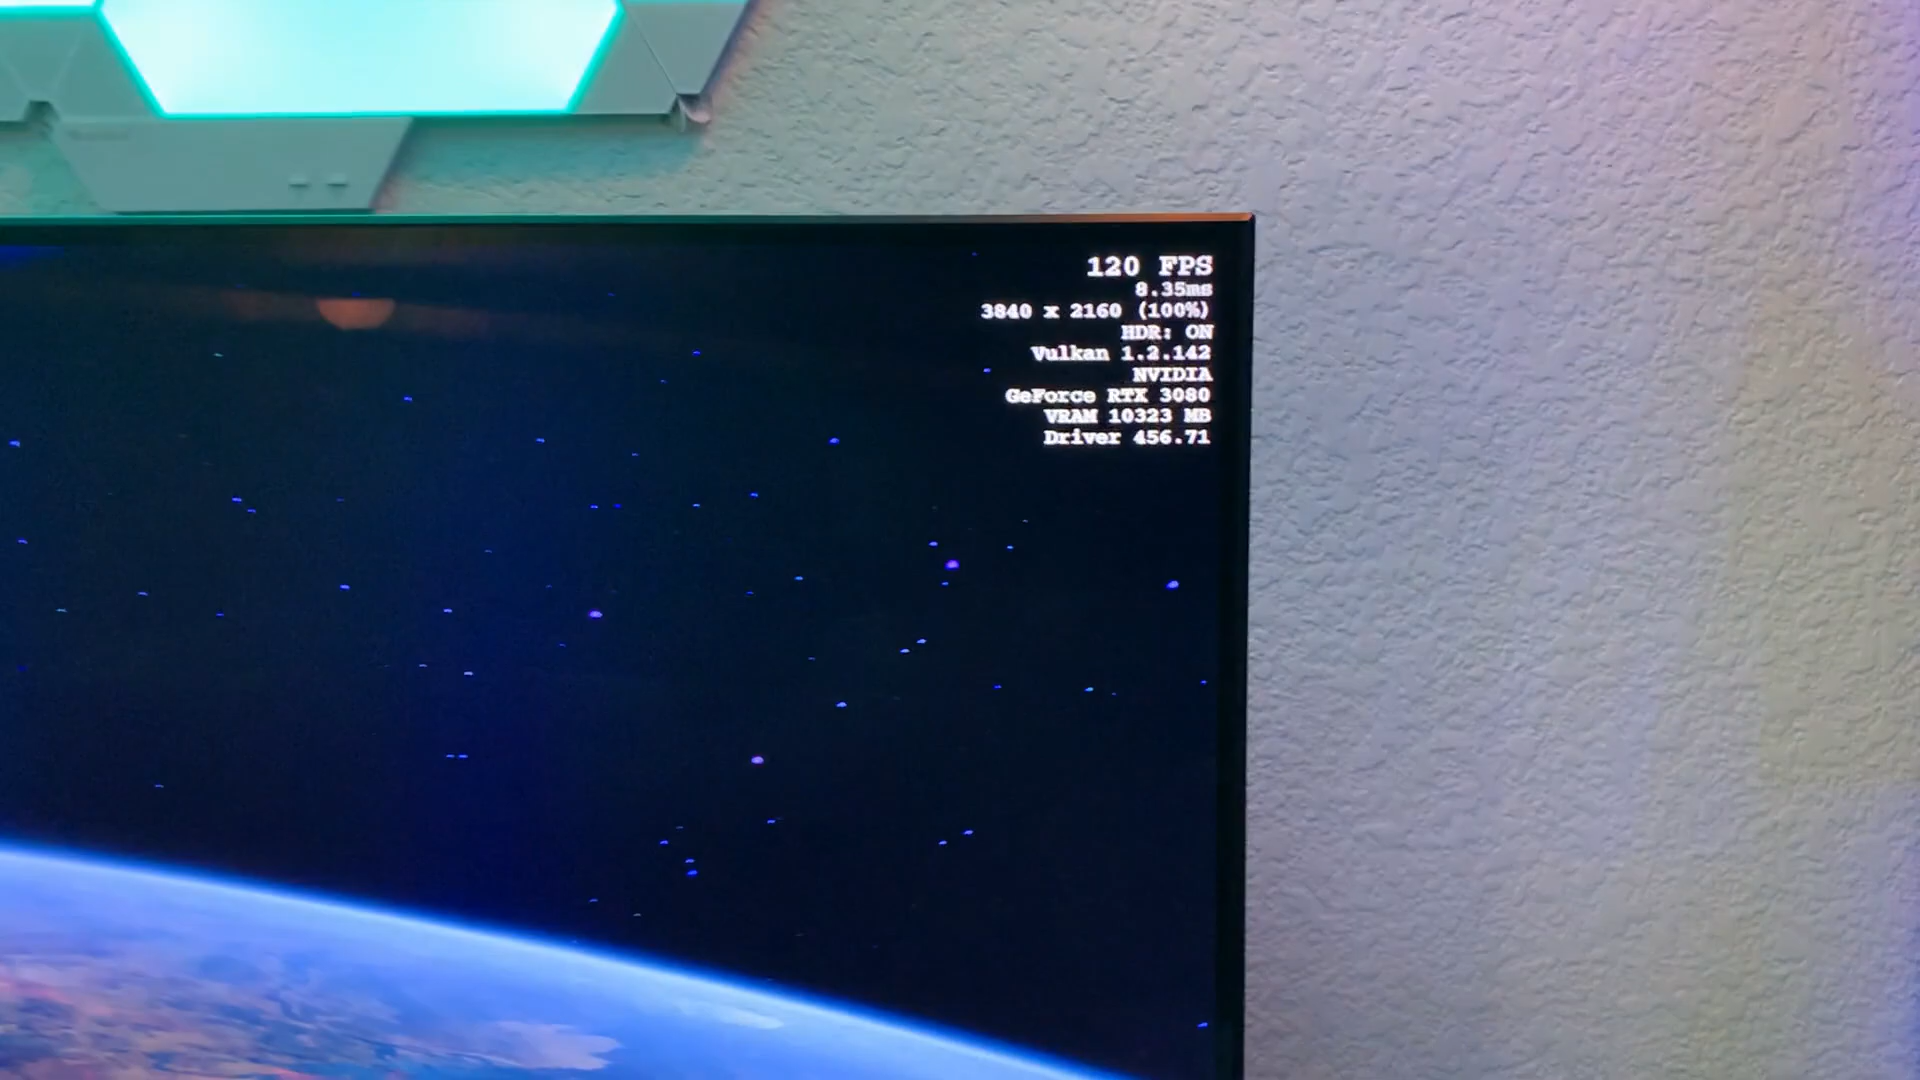 120 FPS
8.35ms
3840 x 2160 (100%)
HDR: ON
Vulkan 1.2.142
NVIDIA
GeForce RTX 3080
VRAM 10323 MB
Driver 456.71